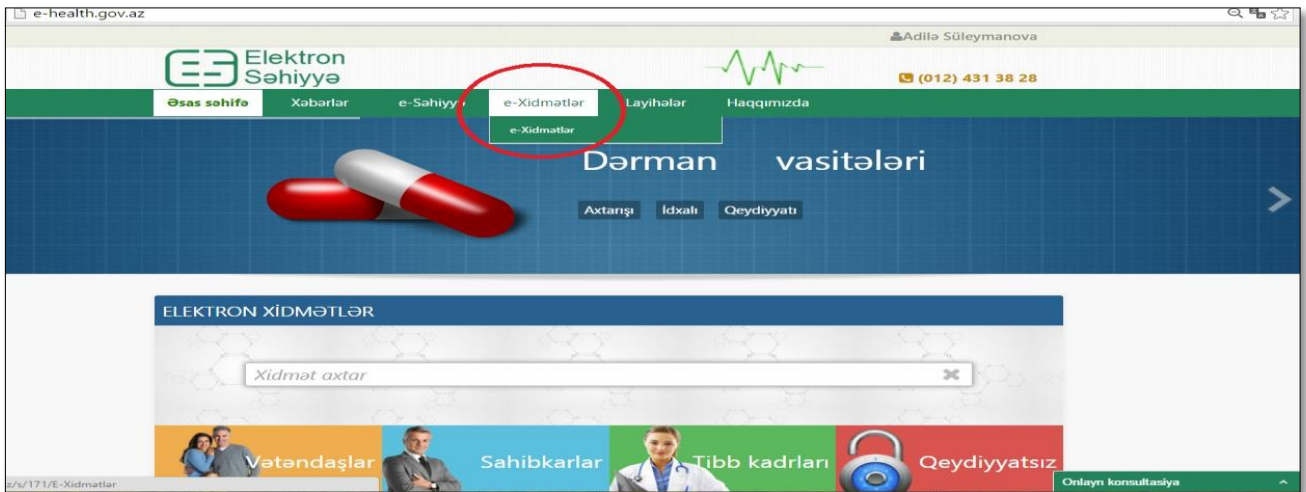 e-health.gov.az
Adilə Süleymanova
Elektron
Səhiyyə
(012) 431 38 28
Əsas səhifə Xəbərlər e-Səhiyyə e-Xidmətlər Layihələr Haqqımızda
e-Xidmətlər
Dərman vasitələri
Axtarışı İdxalı Qeydiyyatı
ELEKTRON XİDMƏTLƏR
Xidmət axtar
Vətəndaşlar Sahibkarlar Tibb kadrları Qeydiyyatsız
Onlayn konsultasiya
z/s/171/E-Xidmətlər